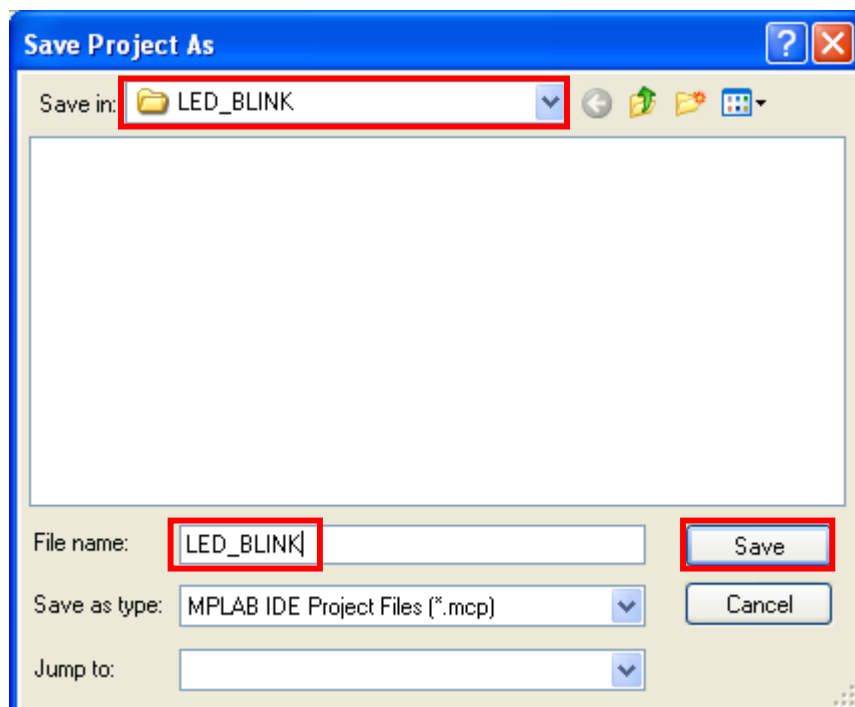 Save Project As
Save in: LED_BLINK
File name: LED_BLINK
Save
Save as type: MPLAB IDE Project Files (*.mcp)
Cancel
Jump to: